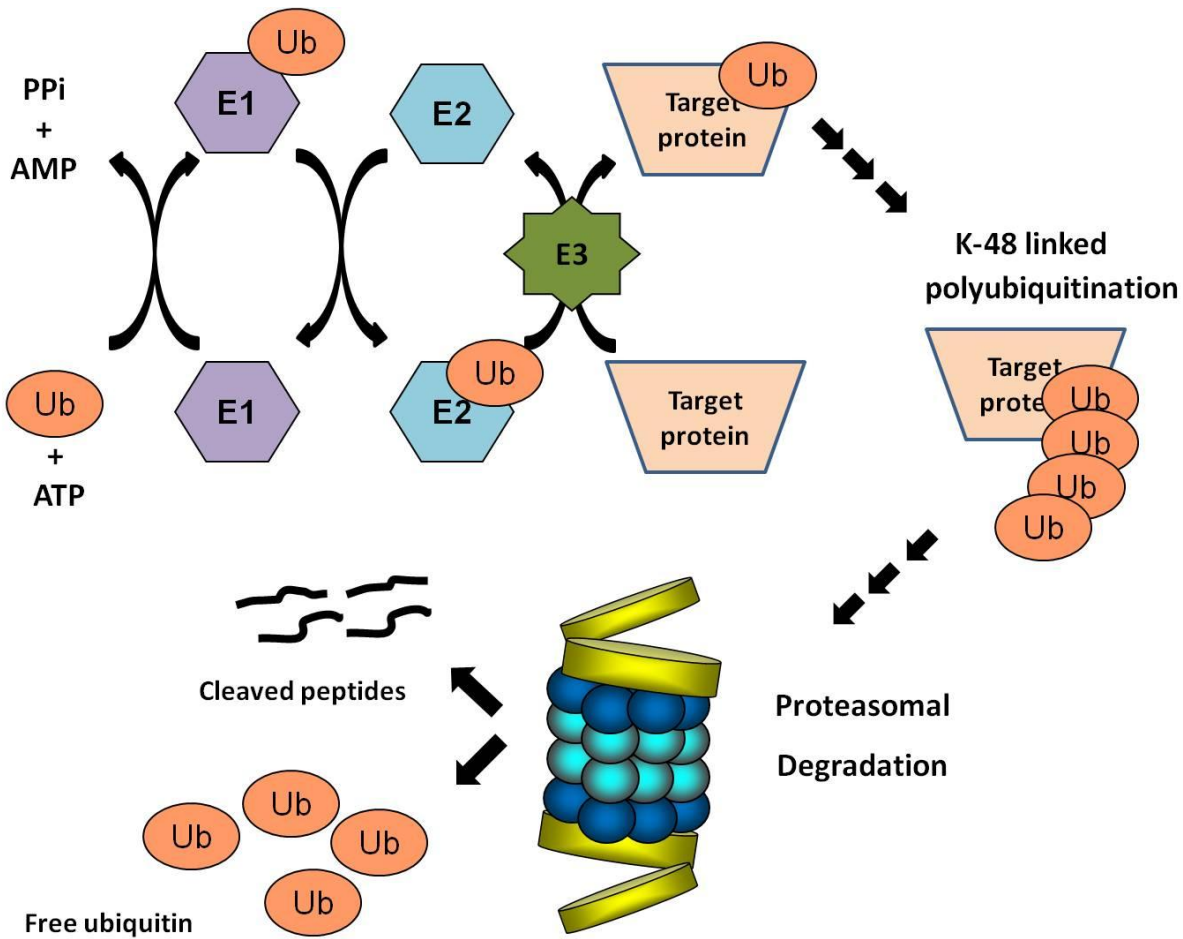 Ub
PPi
+
AMP
E1
E2
Target
protein
Ub
E3
K-48 linked
polyubiquitination
Ub
+
ATP
E1
E2
Ub
Target
protein
Target
protein
Ub
Ub
Ub
Ub
Cleaved peptides
Proteasomal
Degradation
Ub
Ub
Ub
Ub
Free ubiquitin